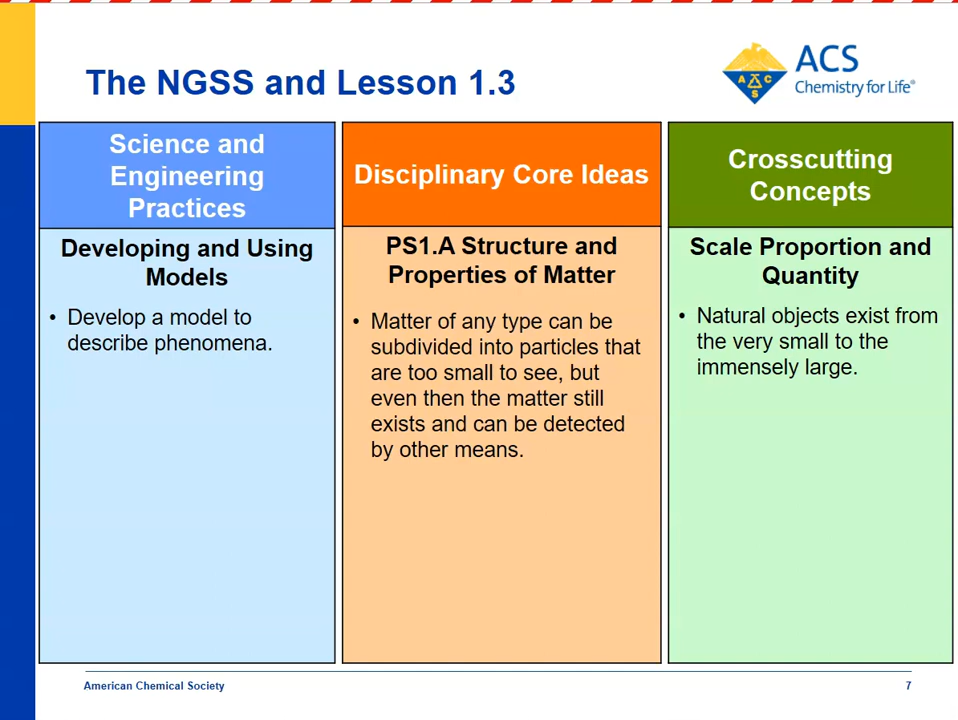 The NGSS and Lesson 1.3
ACS
Chemistry for Life®
A C S
Science and
Engineering
Practices
Developing and Using
Models
• Develop a model to
describe phenomena.
Disciplinary Core Ideas
PS1.A Structure and
Properties of Matter
• Matter of any type can be
subdivided into particles that
are too small to see, but
even then the matter still
exists and can be detected
by other means.
Crosscutting
Concepts
Scale Proportion and
Quantity
• Natural objects exist from
the very small to the
immensely large.
American Chemical Society
7